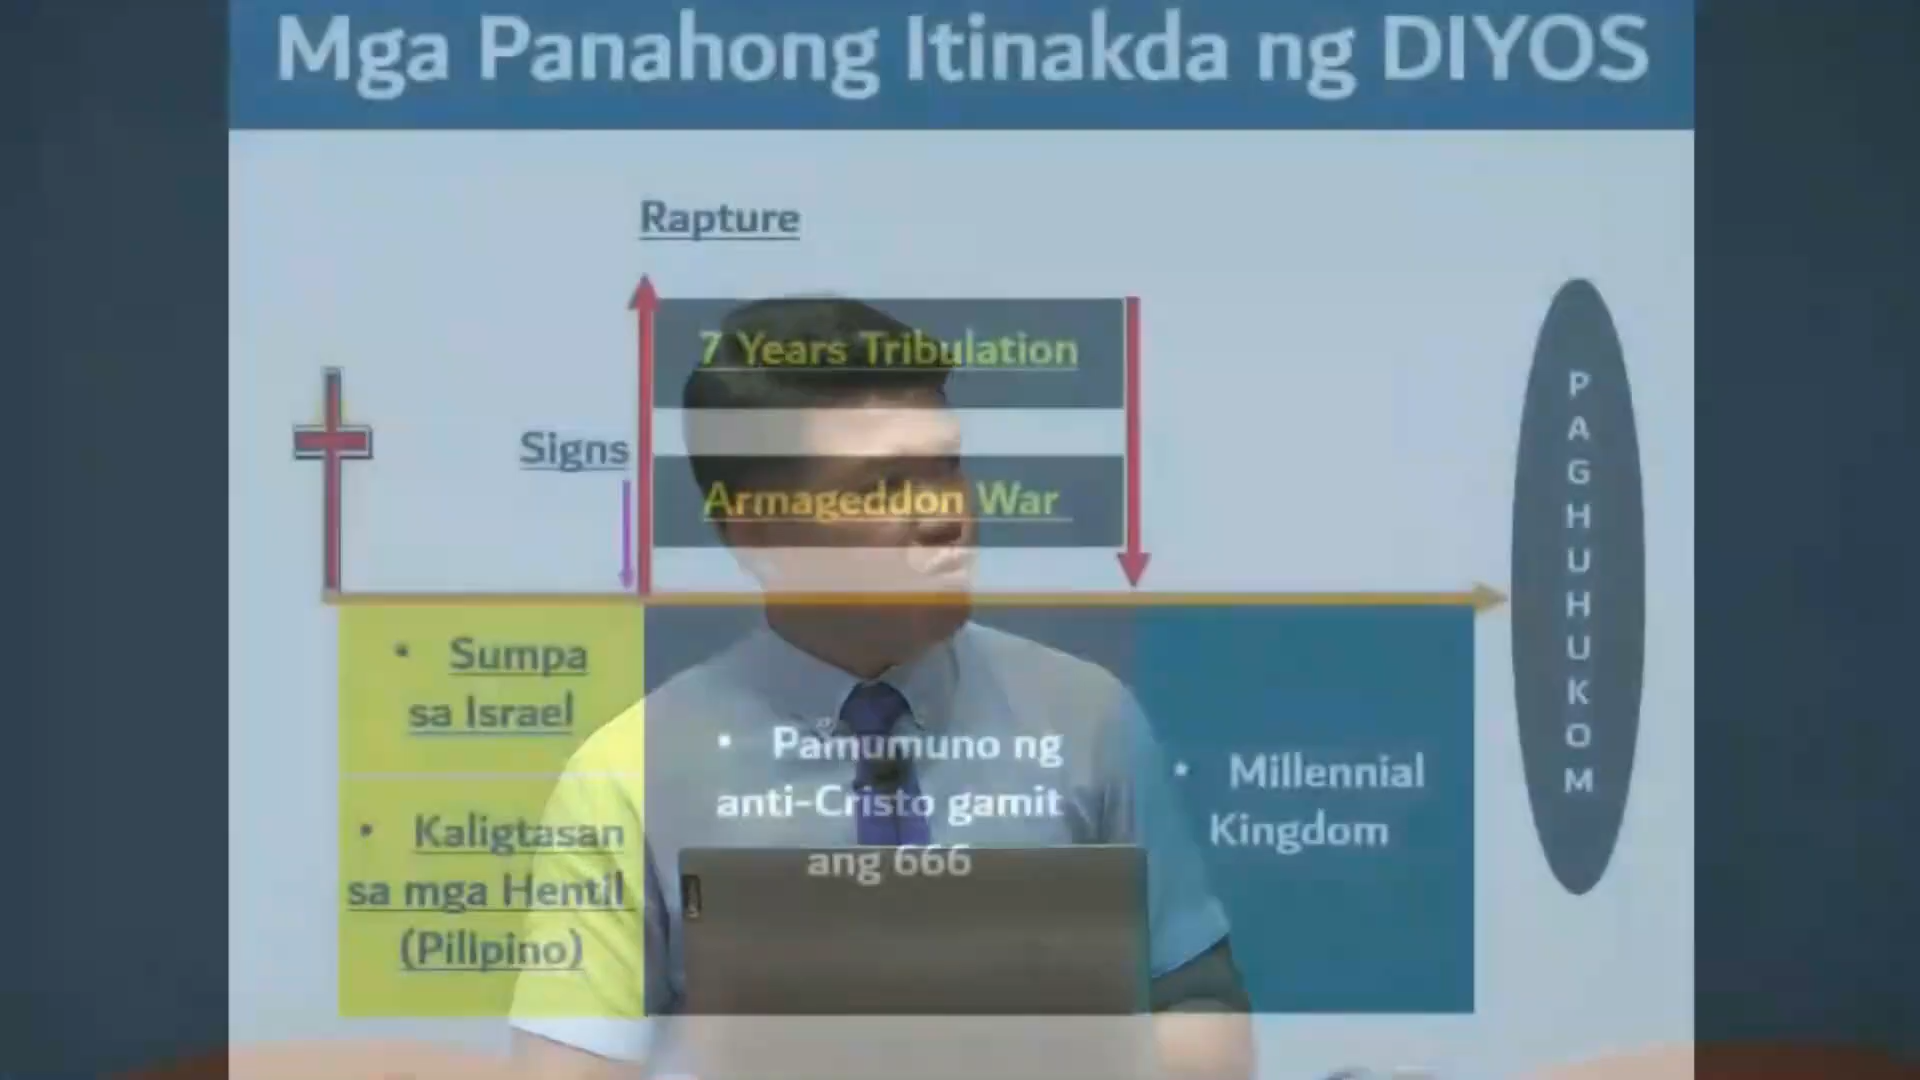 Mga Panahong Itinakda ng DIYOS
Rapture
7 Years Tribulation
Signs
Armageddon War
• Sumpa
sa Israel
• Kaligtasan
sa mga Hentil
(Pilipino)
• Pamumuno ng
anti-Cristo gamit
ang 666
• Millennial
Kingdom
PAGHUHUKOM